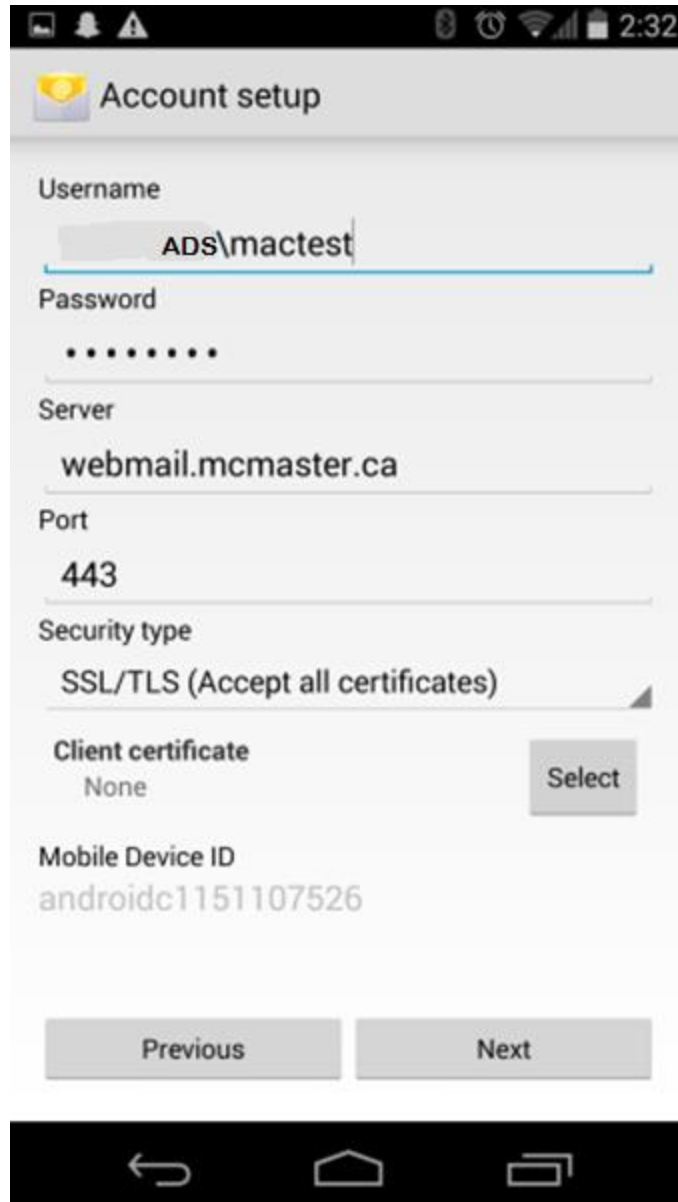 2:32
Account setup
Username
ADS\mactest
Password
••••••••
Server
webmail.mcmaster.ca
Port
443
Security type
SSL/TLS (Accept all certificates)
Client certificate
None
Select
Mobile Device ID
androidc1151107526
Previous
Next